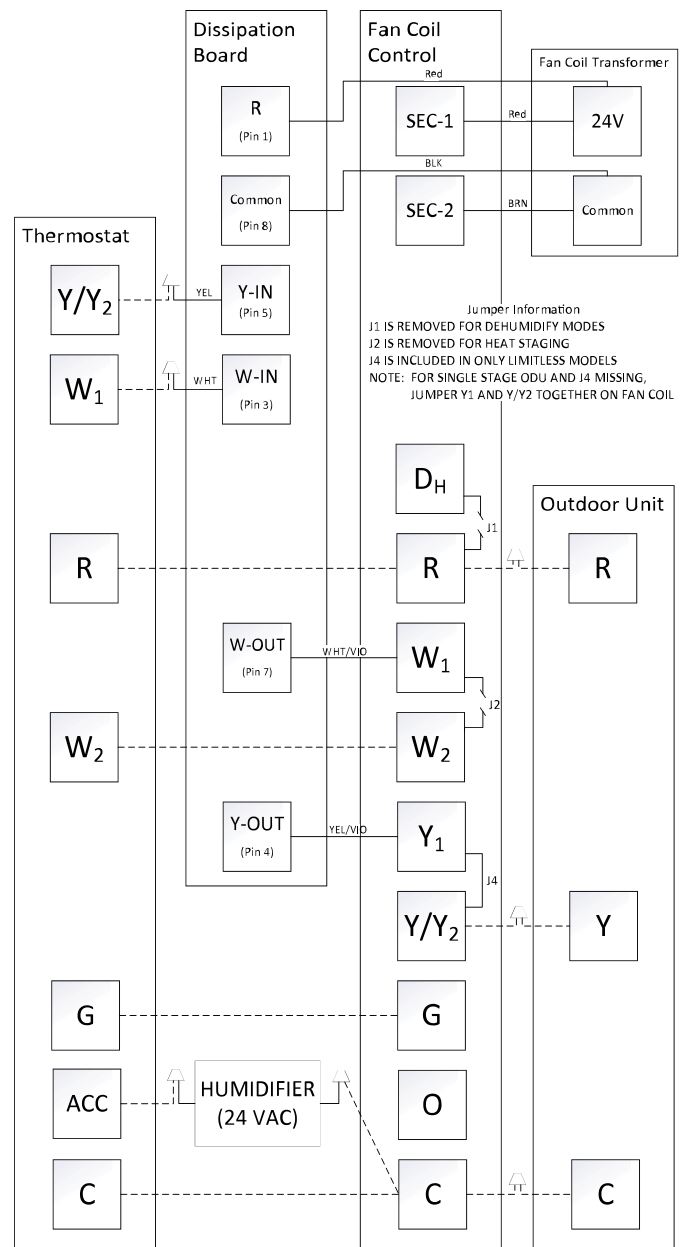 Dissipation
Board
Fan Coil
Control
Fan Coil Transformer
Red
R
(Pin 1)
SEC-1
Red
24V
BLK
Common
(Pin 8)
SEC-2
BRN
Common
Thermostat
Y/Y2
YEL
Y-IN
(Pin 5)
Jumper Information
J1 IS REMOVED FOR DEHUMIDIFY MODES
J2 IS REMOVED FOR HEAT STAGING
J4 IS INCLUDED IN ONLY LIMITLESS MODELS
NOTE: FOR SINGLE STAGE ODU AND J4 MISSING,
JUMPER Y1 AND Y/Y2 TOGETHER ON FAN COIL
W1
WHT
W-IN
(Pin 3)
DH
J1
Outdoor Unit
R
R
R
W-OUT
(Pin 7)
WHT/VIO
W1
J2
W2
W2
Y-OUT
(Pin 4)
YEL/VIO
Y1
J4
Y/Y2
Y
G
G
ACC
HUMIDIFIER
(24 VAC)
O
C
C
C